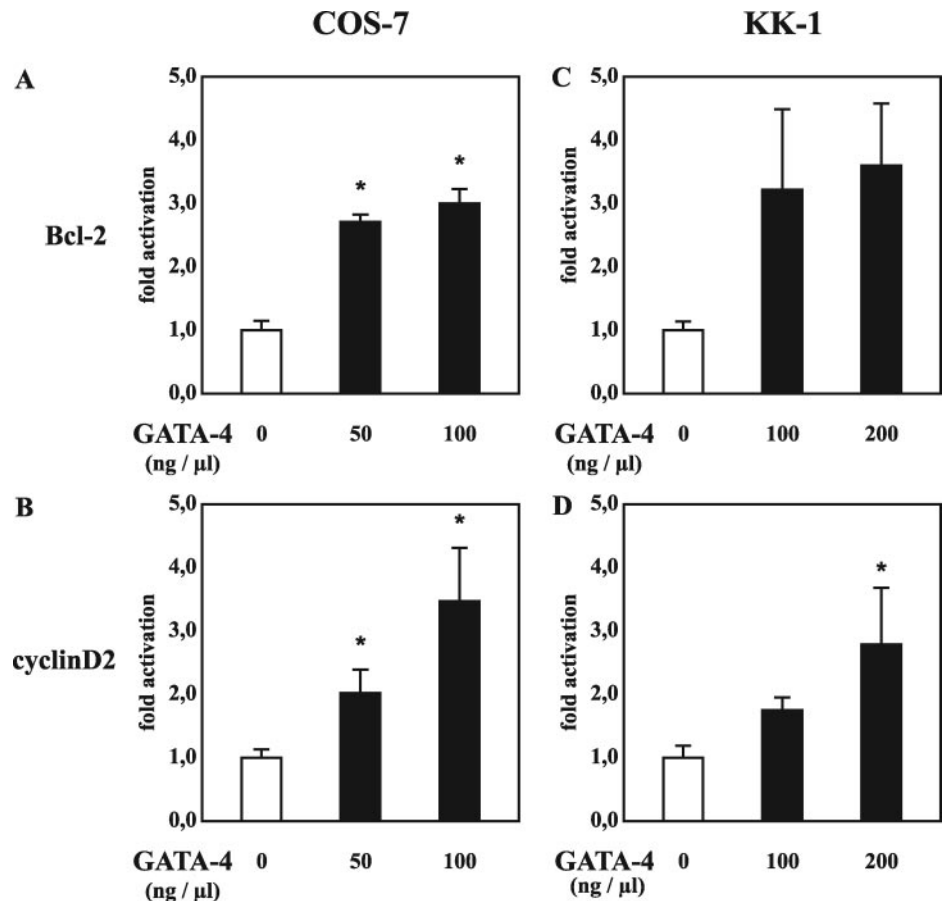 COS-7
KK-1
A
5,0
4,0
3,0
2,0
1,0
0,0
fold activation
*
*
Bcl-2
GATA-4 0 50 100
(ng / µl)
C
5,0
4,0
3,0
2,0
1,0
0,0
fold activation
GATA-4 0 100 200
(ng / µl)
B
5,0
4,0
3,0
2,0
1,0
0,0
fold activation
*
*
cyclinD2
GATA-4 0 50 100
(ng / µl)
D
5,0
4,0
3,0
2,0
1,0
0,0
fold activation
*
GATA-4 0 100 200
(ng / µl)